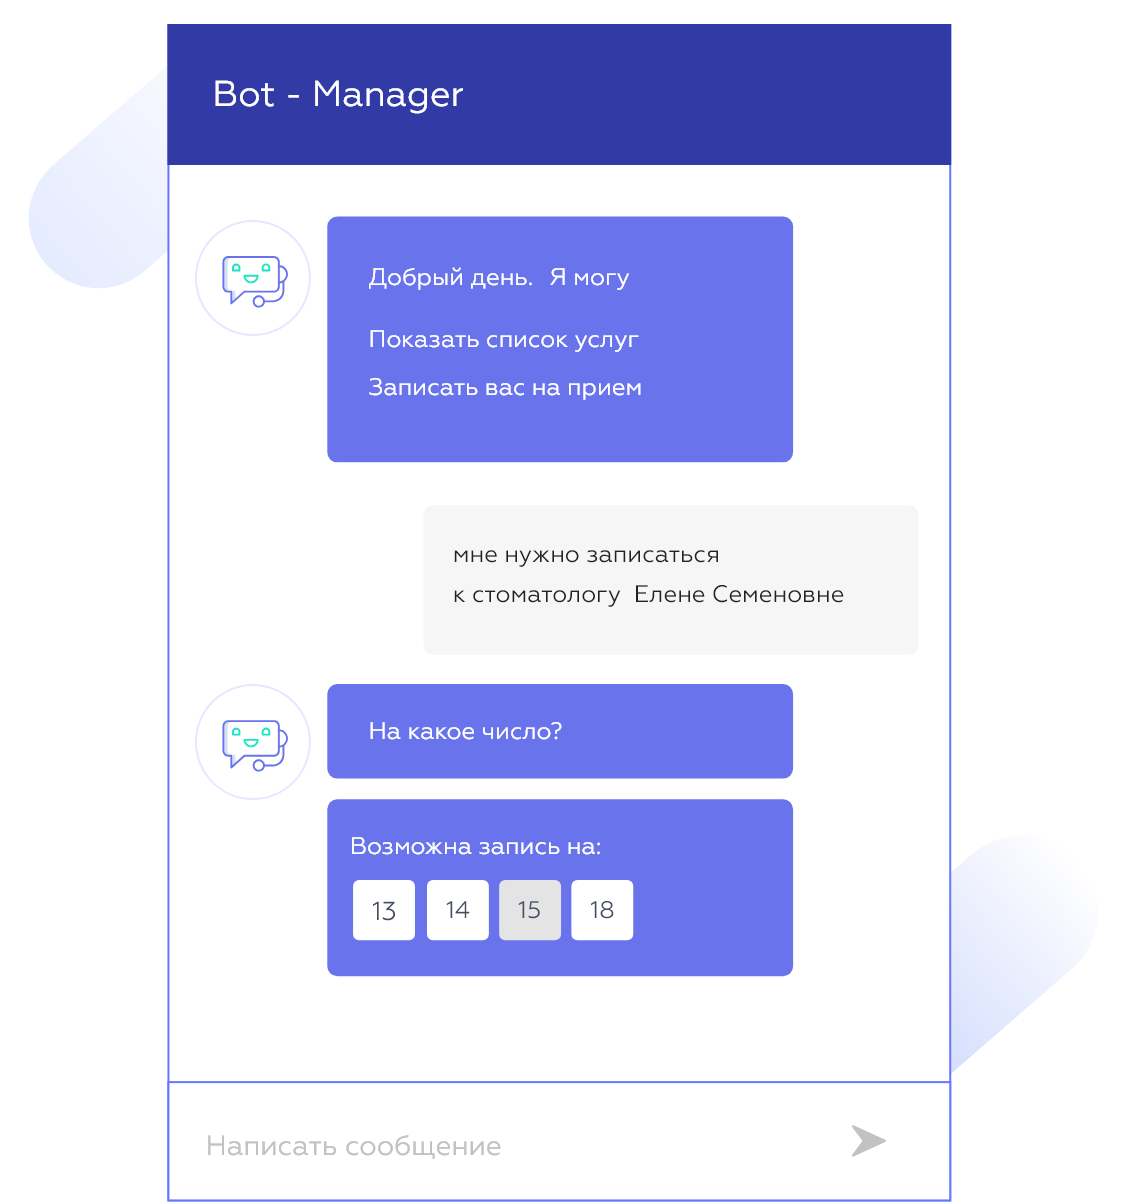 Bot - Manager
Добрый день. Я могу
Показать список услуг
Записать вас на прием
мне нужно записаться
к стоматологу Елене Семеновне
На какое число?
Возможна запись на:
13 14 15 18
Написать сообщение